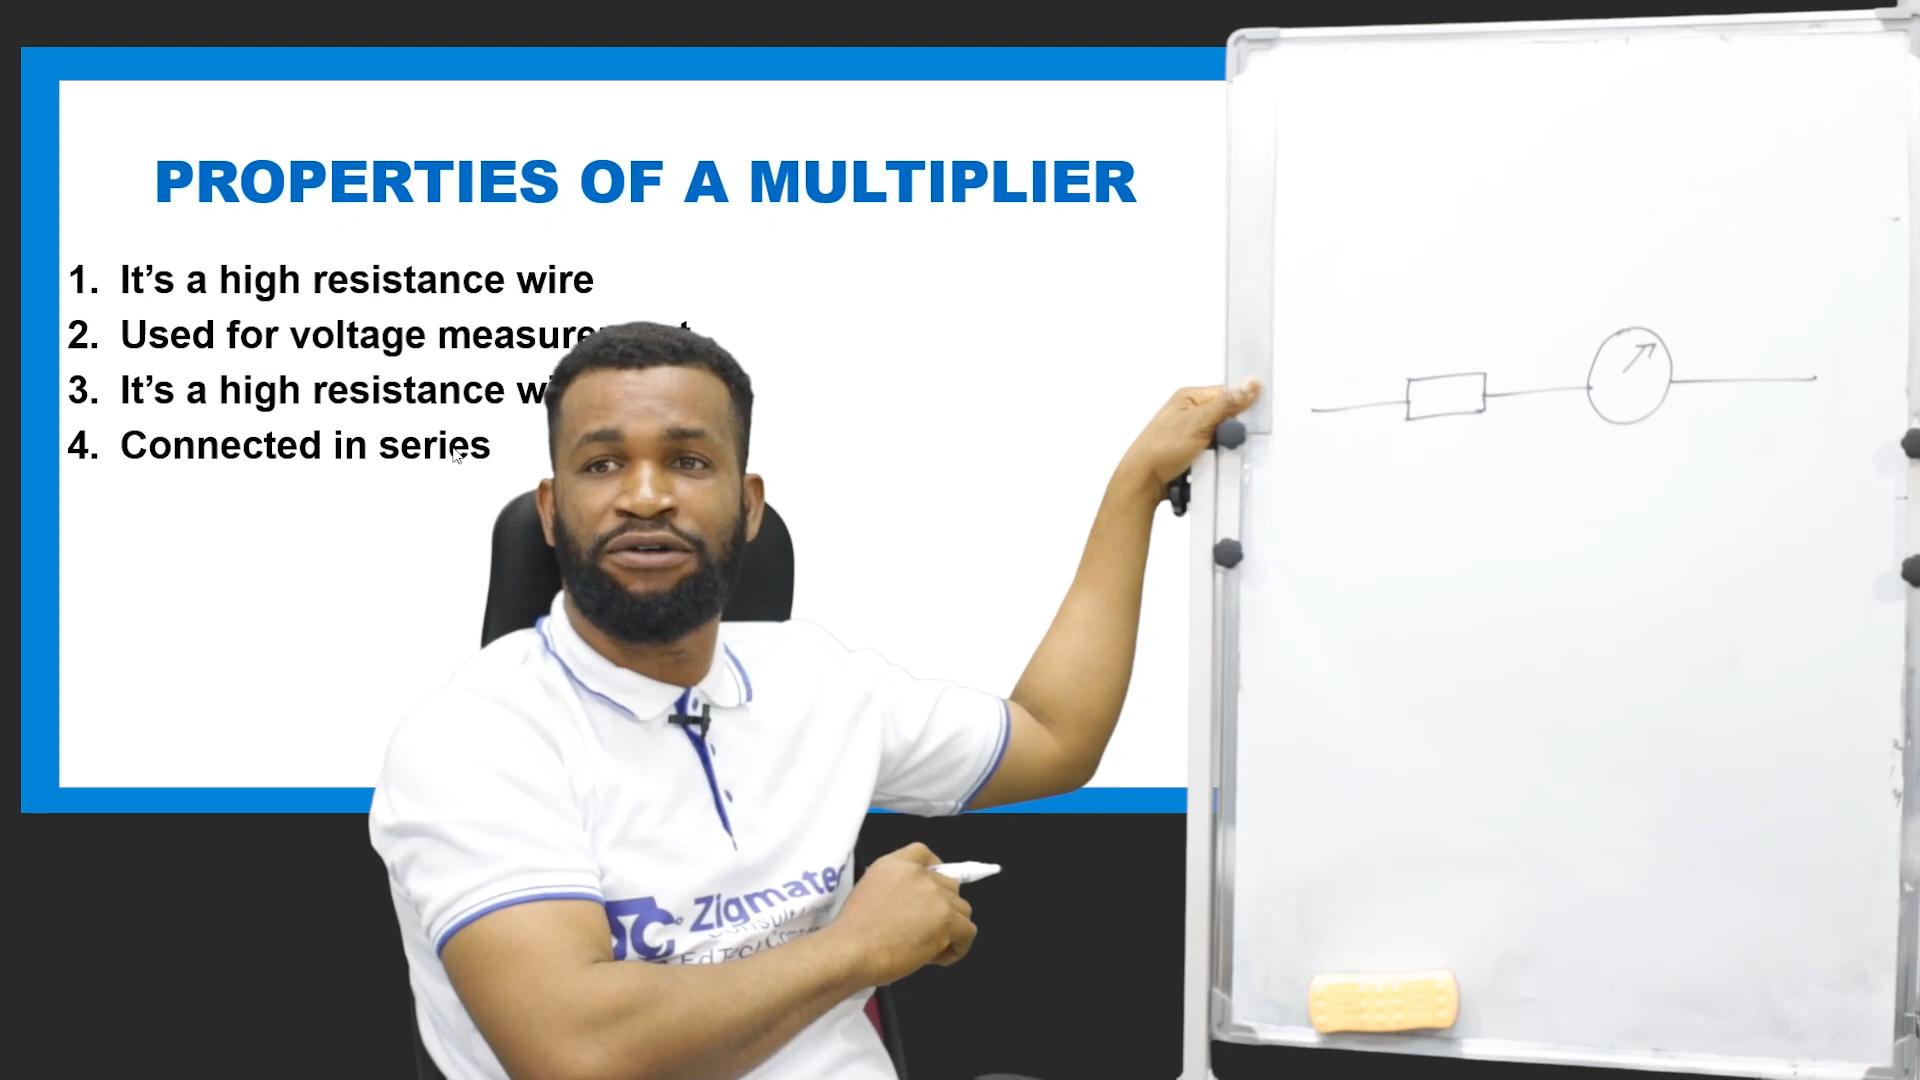 PROPERTIES OF A MULTIPLIER
1. It’s a high resistance wire
2. Used for voltage
3. It’s a high resistance
4. Connected in series